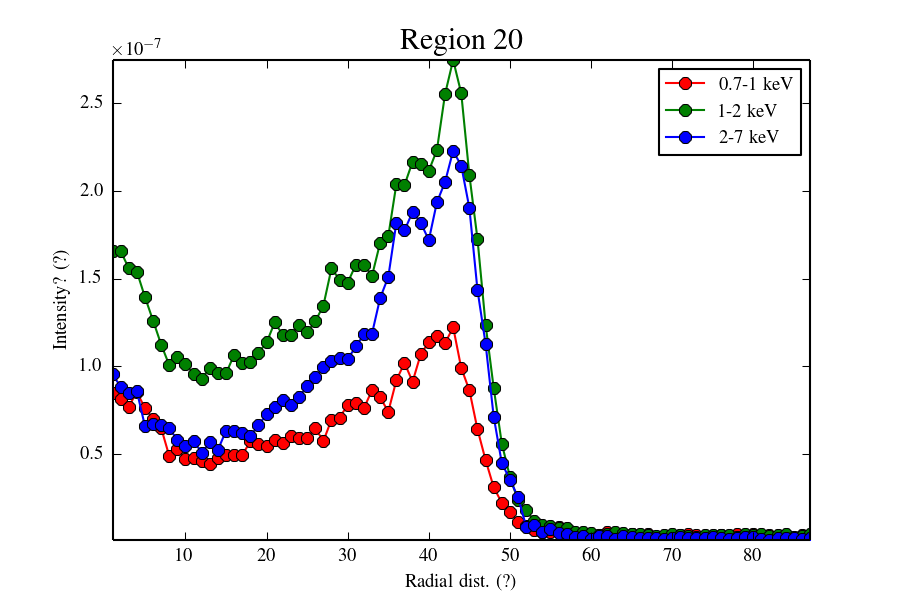 Region 20
×10⁻⁷
2.5
2.0
1.5
1.0
0.5
Intensity? (?)
10 20 30 40 50 60 70 80
Radial dist. (?)
0.7-1 keV
1-2 keV
2-7 keV